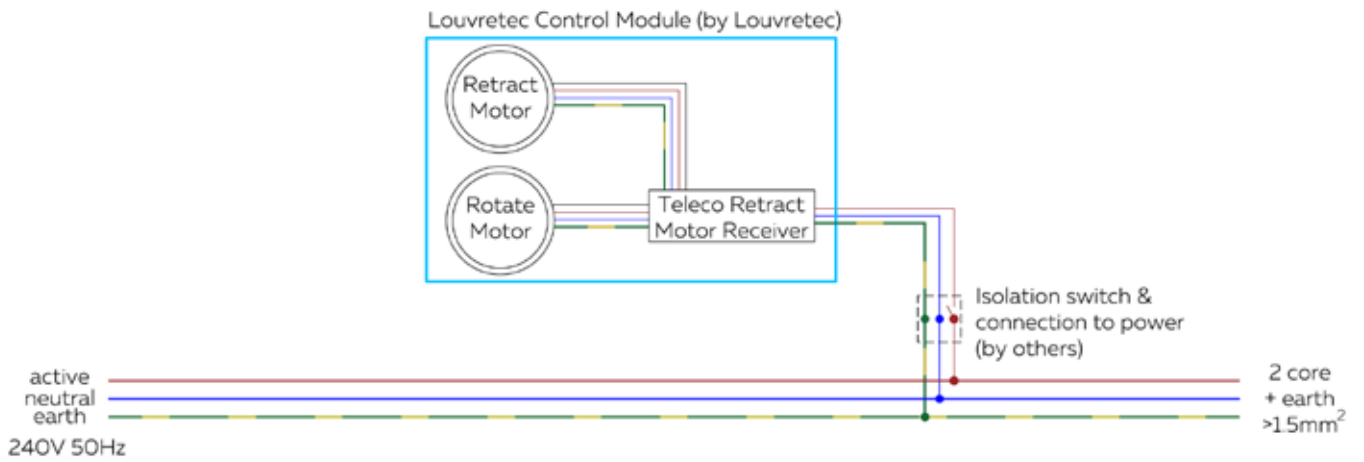 Louvretec Control Module (by Louvretec)
Retract
Motor
Rotate
Motor
Teleco Retract
Motor Receiver
Isolation switch &
connection to power
(by others)
active
neutral
earth
240V 50Hz
2 core
+ earth
>1.5mm²